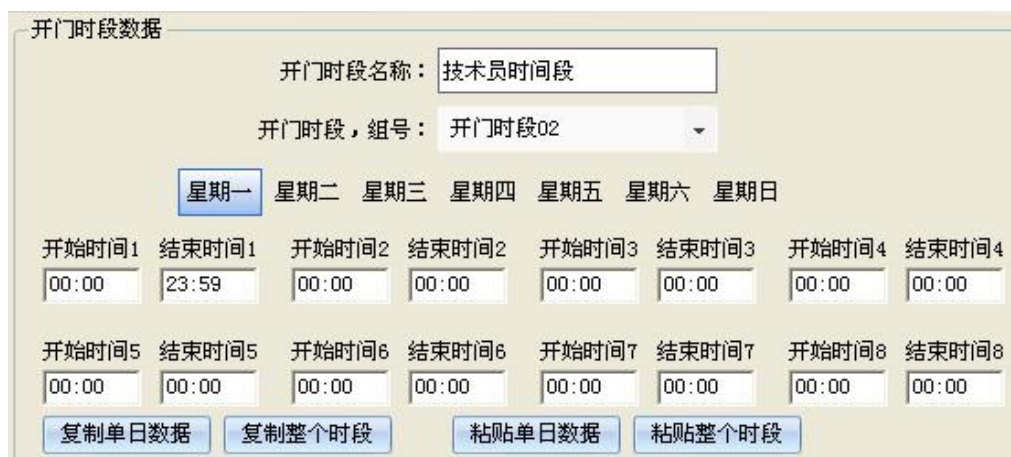 开门时段数据
开门时段名称：技术员时间段
开门时段，组号：开门时段02
星期一 星期二 星期三 星期四 星期五 星期六 星期日
开始时间1 结束时间1 开始时间2 结束时间2 开始时间3 结束时间3 开始时间4 结束时间4
00:00 23:59 00:00 00:00 00:00 00:00 00:00 00:00
开始时间5 结束时间5 开始时间6 结束时间6 开始时间7 结束时间7 开始时间8 结束时间8
00:00 00:00 00:00 00:00 00:00 00:00 00:00 00:00
复制单日数据 复制整个时段 粘贴单日数据 粘贴整个时段